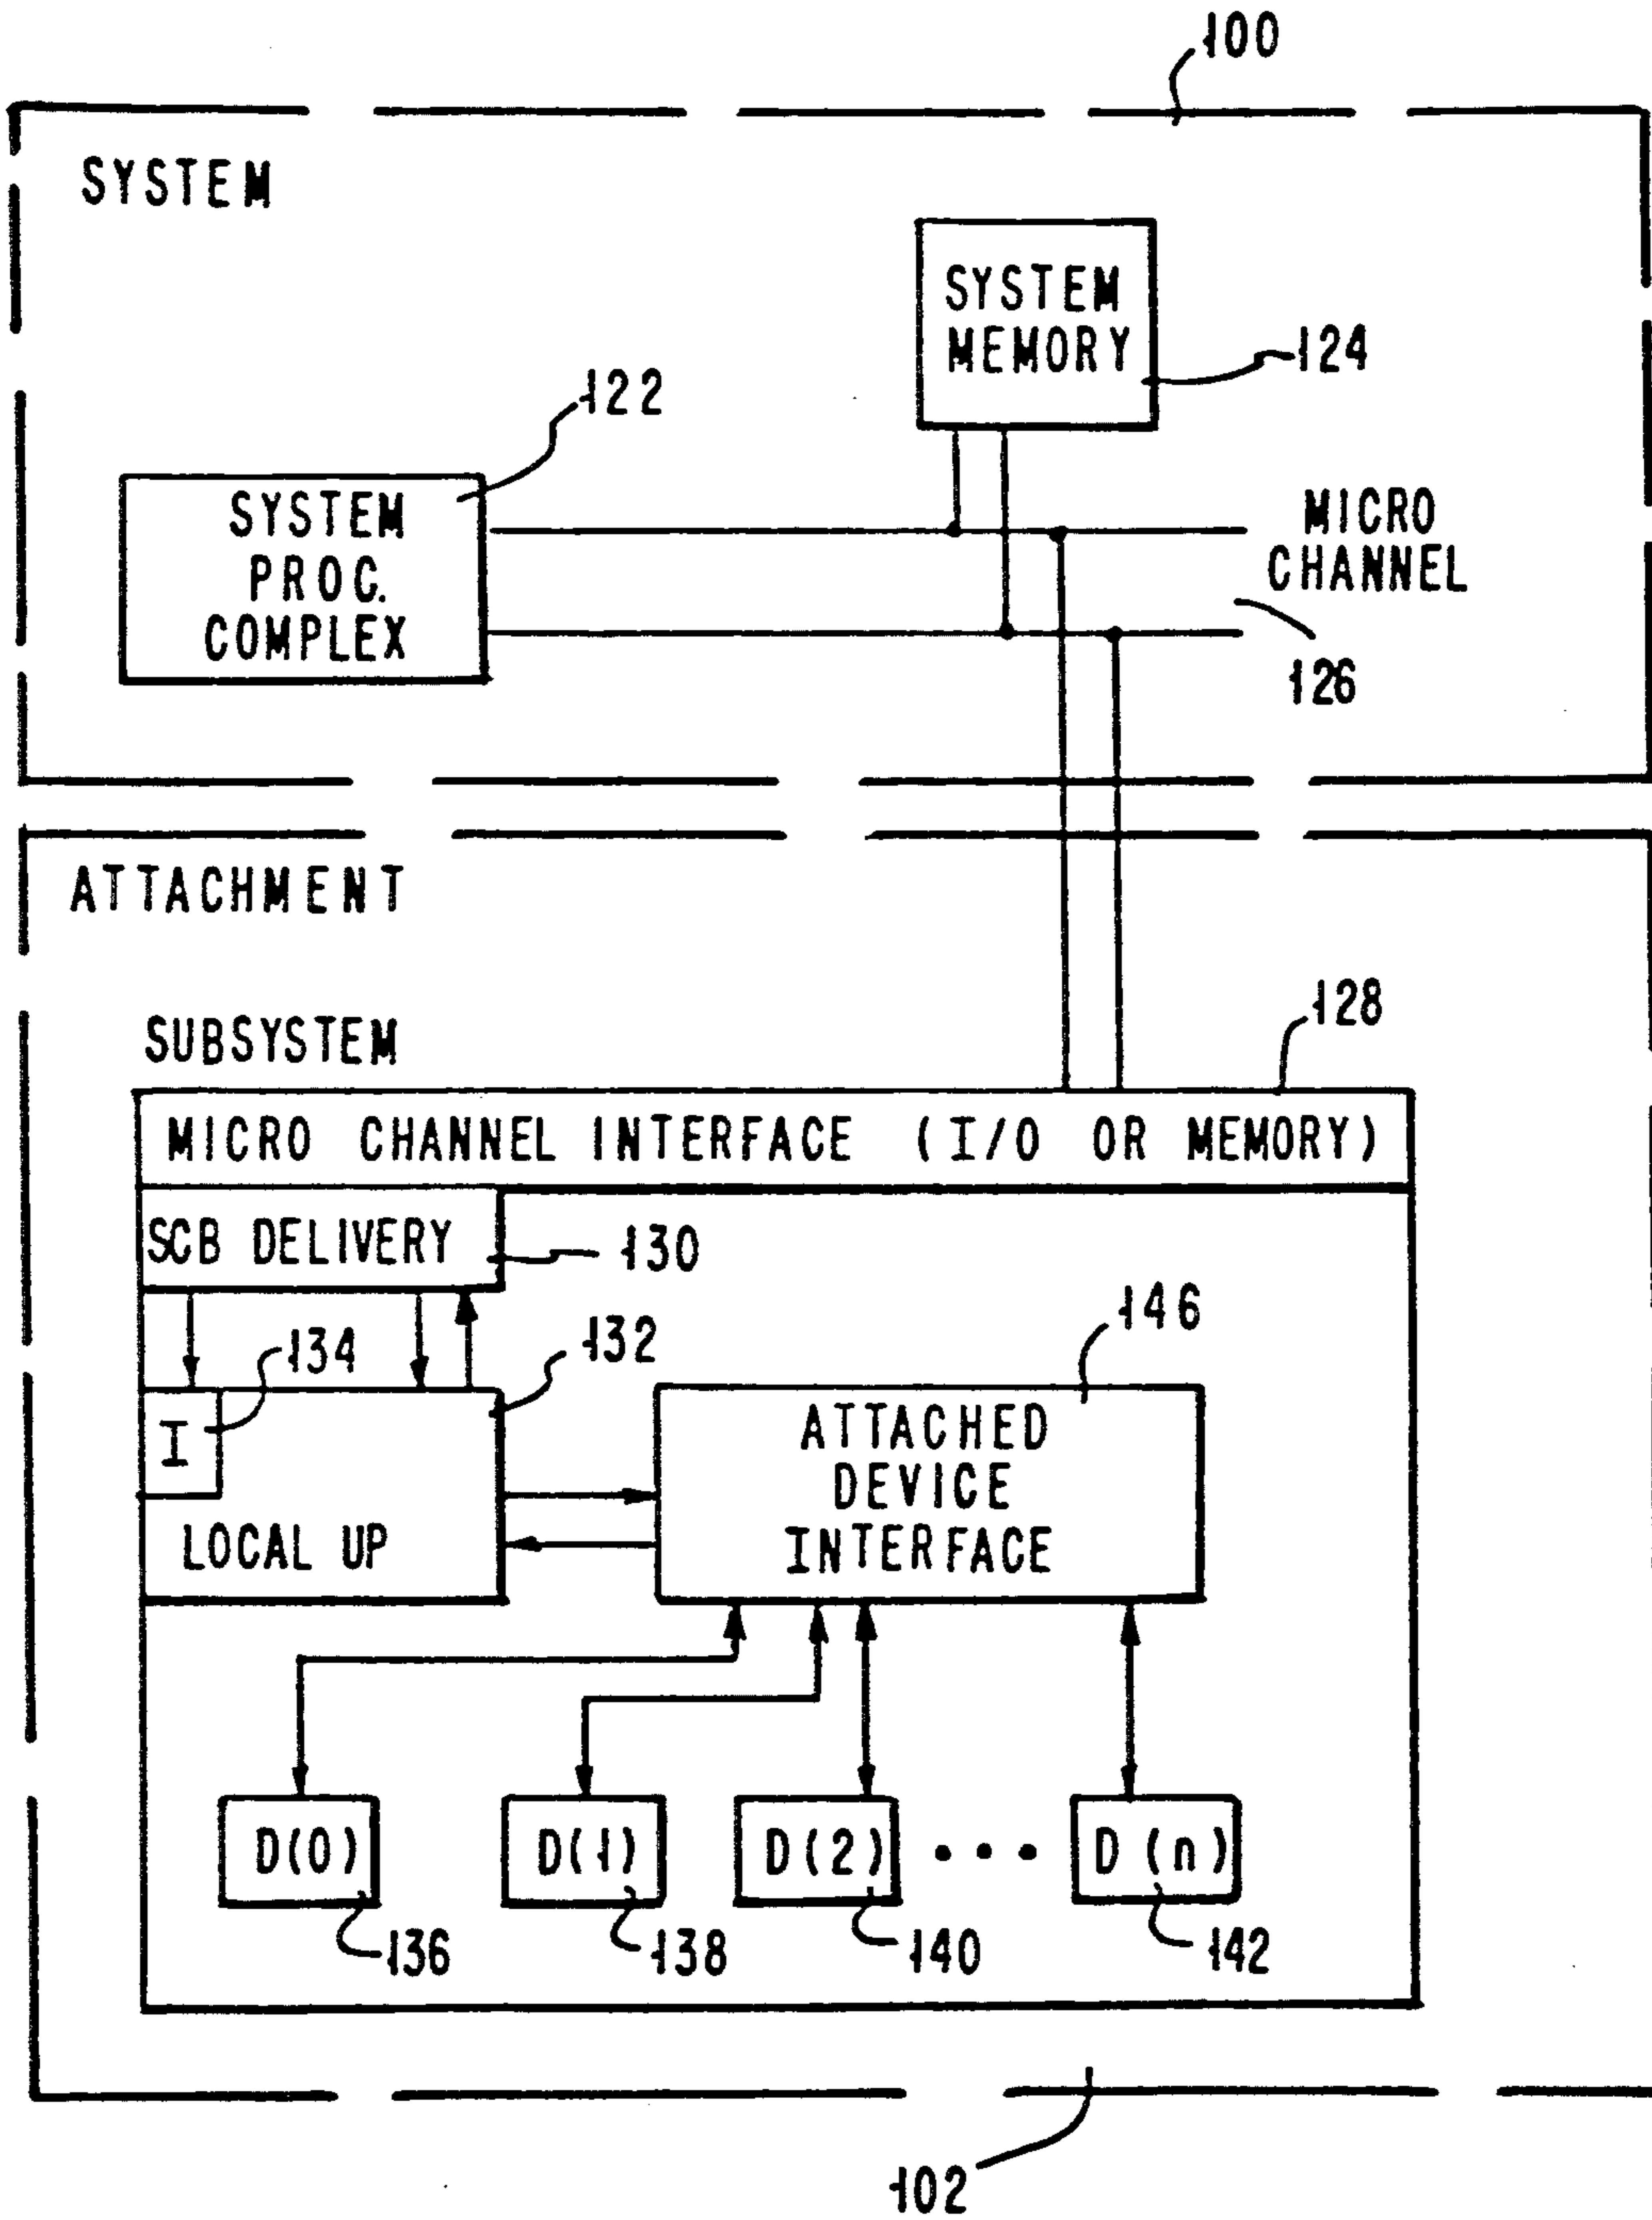 100
SYSTEM
SYSTEM
MEMORY
124
122
SYSTEM
PROC.
COMPLEX
MICRO
CHANNEL
126
ATTACHMENT
SUBSYSTEM
128
MICRO CHANNEL INTERFACE (I/O OR MEMORY)
SCB DELIVERY
130
134
132
146
I
LOCAL UP
ATTACHED
DEVICE
INTERFACE
D(0)
D(1)
D(2)
• • •
D(n)
136
138
140
142
102